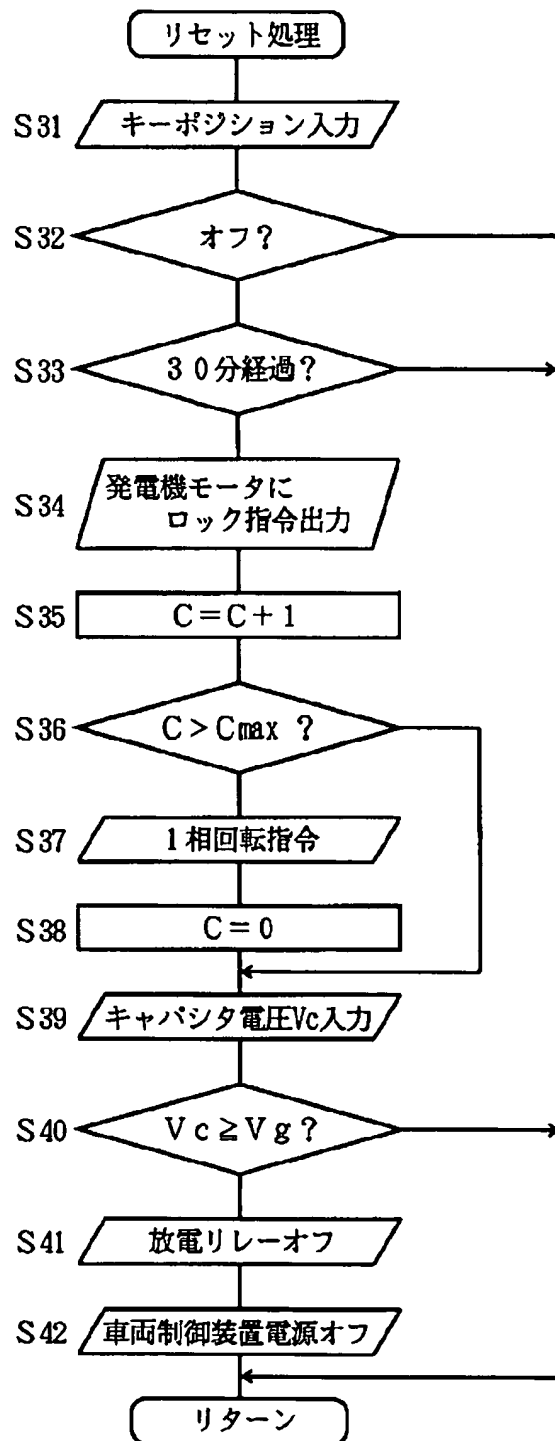 リセット処理
S31 キーポジション入力
S32 オフ?
S33 30分経過?
S34 発電機モータに
ロック指令出力
S35 C=C+1
S36 C>Cmax ?
S37 1相回転指令
S38 C=0
S39 キャパシタ電圧Vc入力
S40 Vc≧Vg?
S41 放電リレーオフ
S42 車両制御装置電源オフ
リターン